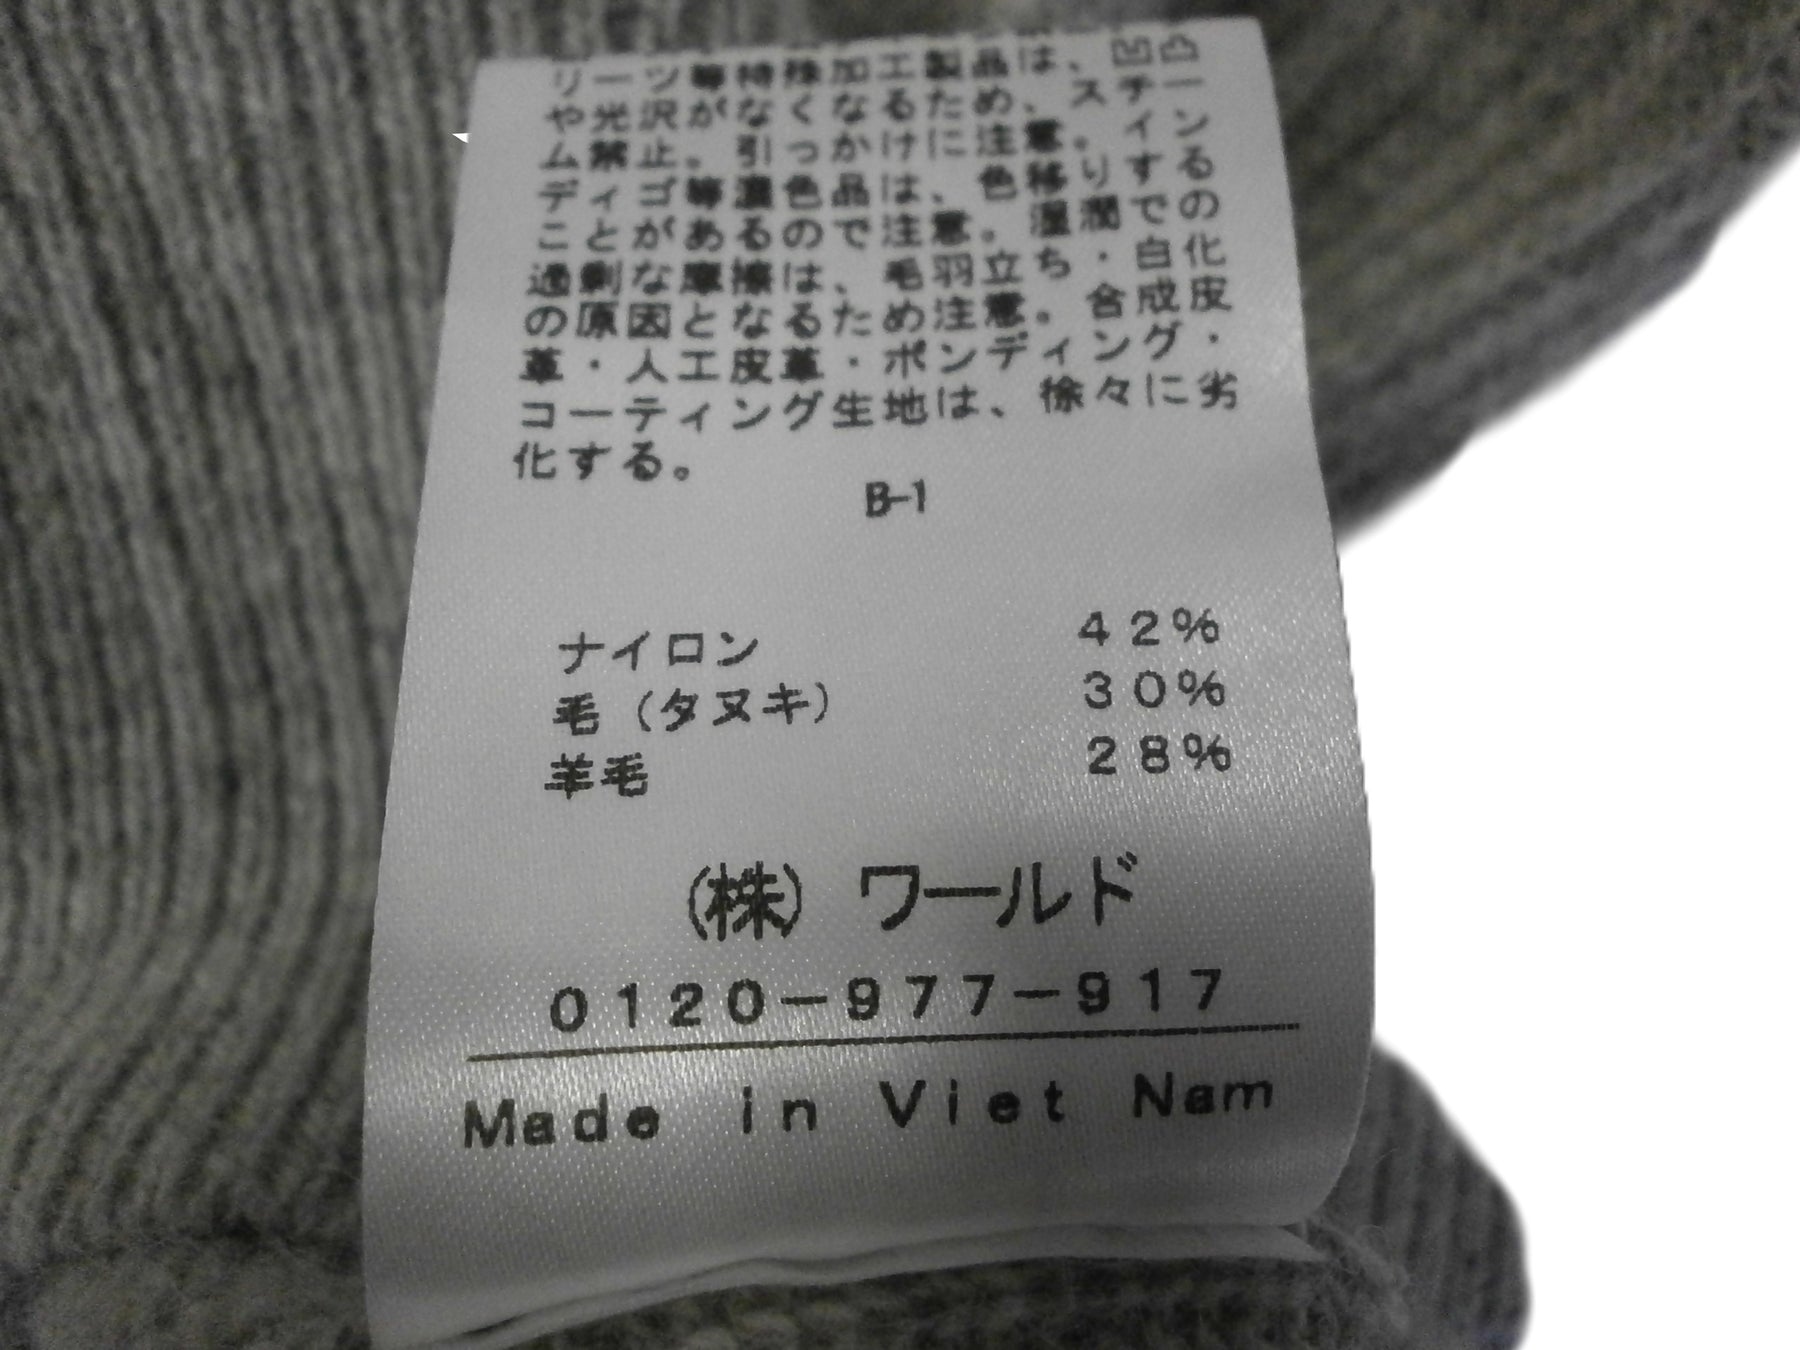 リーツ等特殊加工製品は、凹凸
や光沢がなくなるため、スチー
ム禁止。引っかけに注意。イン
ディゴ等濃色品は、色移りする
ことがあるので注意。湿潤での
過剰な摩擦は、毛羽立ち・白化
の原因となるため注意。合成皮
革・人工皮革・ボンディング・
コーティング生地は、徐々に劣
化する。
B-1
ナイロン 42%
毛(タヌキ) 30%
羊毛 28%
(株) ワールド
0120-977-917
Made in Viet Nam